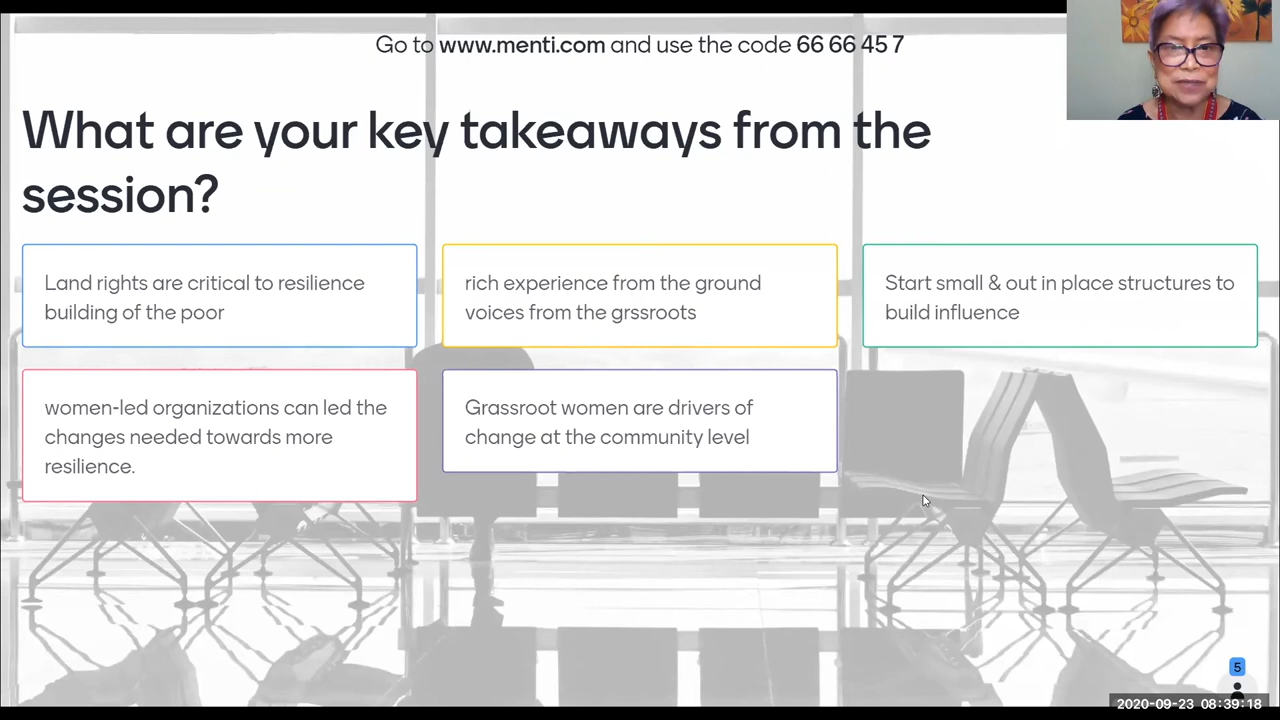 Go to www.menti.com and use the code 66 66 45 7
What are your key takeaways from the
session?
Land rights are critical to resilience
building of the poor
rich experience from the ground
voices from the grssroots
Start small & out in place structures to
build influence
women-led organizations can led the
changes needed towards more
resilience.
Grassroot women are drivers of
change at the community level
5
2020-09-23 08:39:18